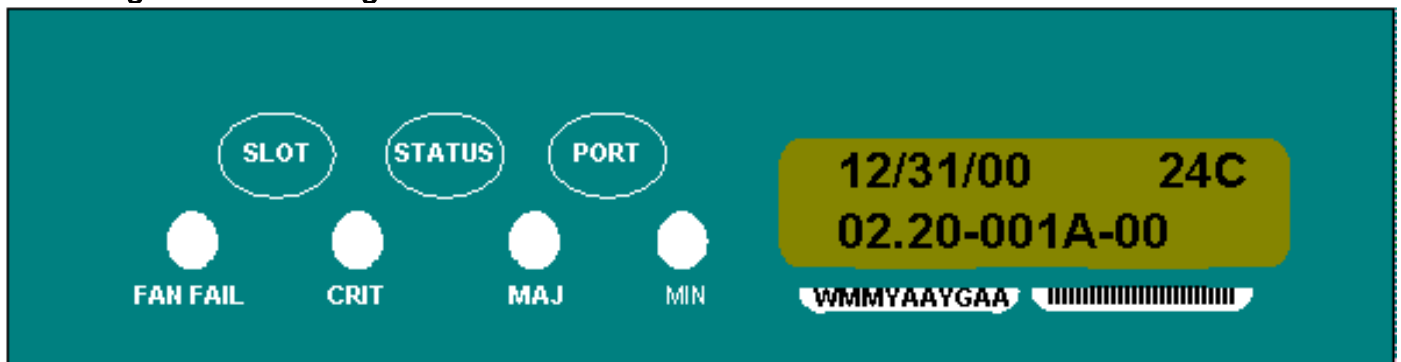 SLOT STATUS PORT
12/31/00 24C
02.20-001A-00
FAN FAIL CRIT MAJ MIN
WMMYAAYGAA